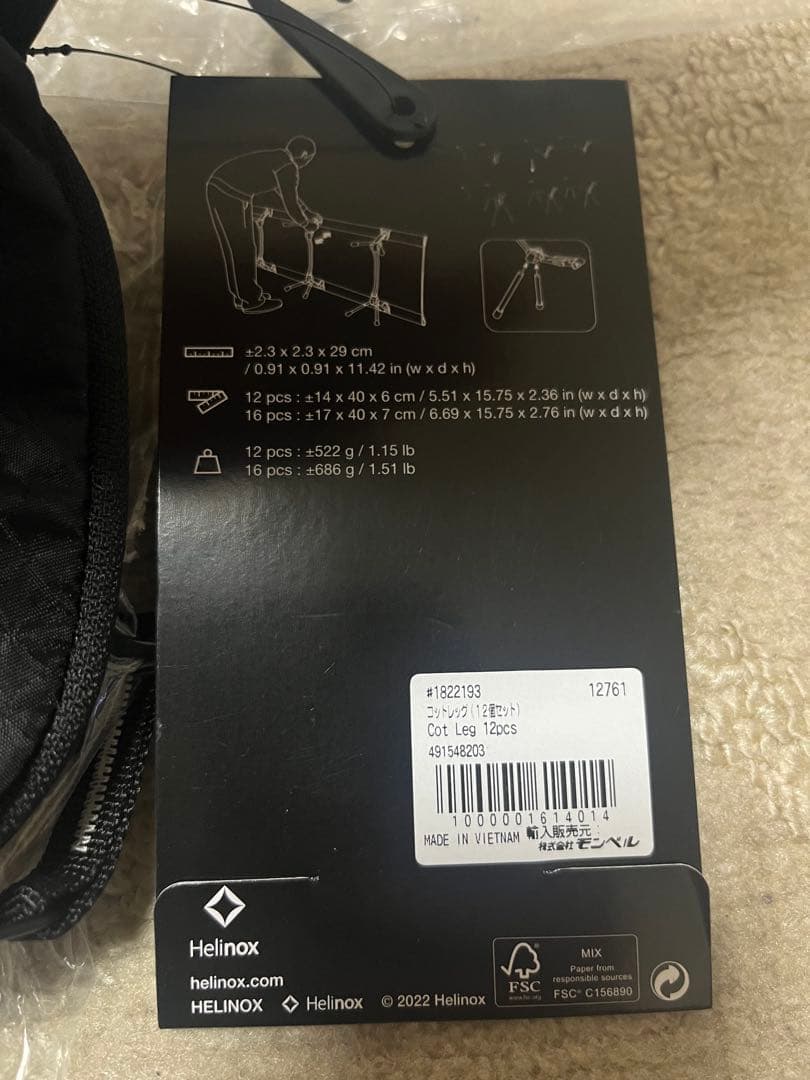 ±2.3 x 2.3 x 29 cm
/ 0.91 x 0.91 x 11.42 in (w x d x h)
12 pcs : ±14 x 40 x 6 cm / 5.51 x 15.75 x 2.36 in (w x d x h)
16 pcs : ±17 x 40 x 7 cm / 6.69 x 15.75 x 2.76 in (w x d x h)
12 pcs : ±522 g / 1.15 lb
16 pcs : ±686 g / 1.51 lb
#1822193 12761
コットレッグ(12個セット)
Cot Leg 12pcs
491548203
1000001614014
MADE IN VIETNAM 輸入販売元:
株式会社モンベル
Helinox
helinox.com
HELINOX Helinox © 2022 Helinox
FSC
www.fsc.org
MIX
Paper from
responsible sources
FSC® C156890